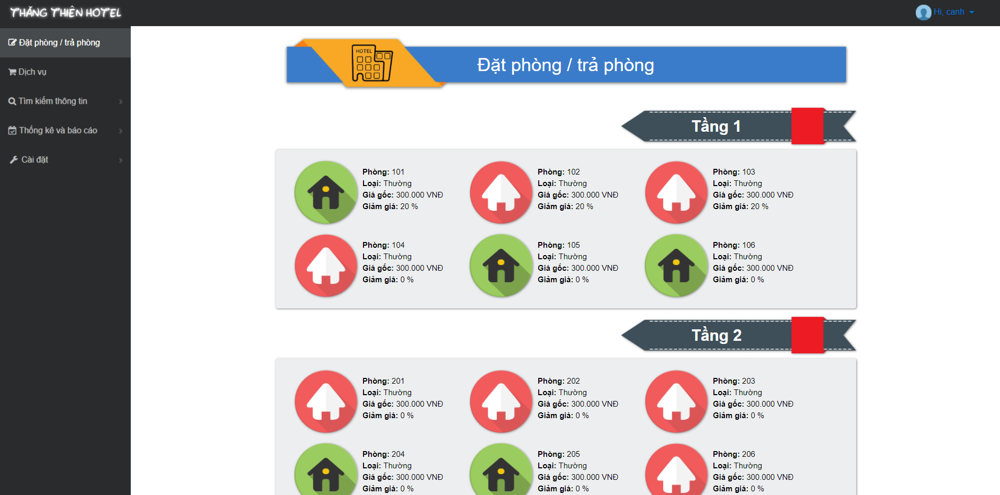 THĂNG THIÊN HOTEL
Hi, canh
Đặt phòng / trả phòng
Dịch vụ
Tìm kiếm thông tin
Thống kê và báo cáo
Cài đặt
HOTEL
Đặt phòng / trả phòng
Tầng 1
Phòng: 101
Loại: Thường
Giá gốc: 300.000 VNĐ
Giảm giá: 20 %
Phòng: 102
Loại: Thường
Giá gốc: 300.000 VNĐ
Giảm giá: 20 %
Phòng: 103
Loại: Thường
Giá gốc: 300.000 VNĐ
Giảm giá: 20 %
Phòng: 104
Loại: Thường
Giá gốc: 300.000 VNĐ
Giảm giá: 0 %
Phòng: 105
Loại: Thường
Giá gốc: 300.000 VNĐ
Giảm giá: 0 %
Phòng: 106
Loại: Thường
Giá gốc: 300.000 VNĐ
Giảm giá: 0 %
Tầng 2
Phòng: 201
Loại: Thường
Giá gốc: 300.000 VNĐ
Giảm giá: 0 %
Phòng: 202
Loại: Thường
Giá gốc: 300.000 VNĐ
Giảm giá: 0 %
Phòng: 203
Loại: Thường
Giá gốc: 300.000 VNĐ
Giảm giá: 0 %
Phòng: 204
Loại: Thường
Giá gốc: 300.000 VNĐ
Giảm giá: 0 %
Phòng: 205
Loại: Thường
Giá gốc: 300.000 VNĐ
Giảm giá: 0 %
Phòng: 206
Loại: Thường
Giá gốc: 300.000 VNĐ
Giảm giá: 0 %